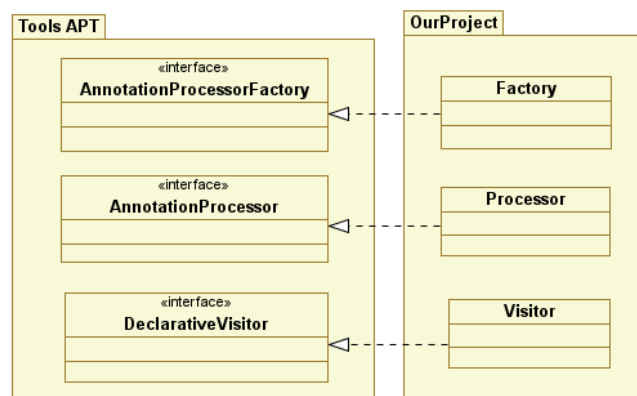 Tools APT
«interface»
AnnotationProcessorFactory
«interface»
AnnotationProcessor
«interface»
DeclarativeVisitor
OurProject
Factory
Processor
Visitor